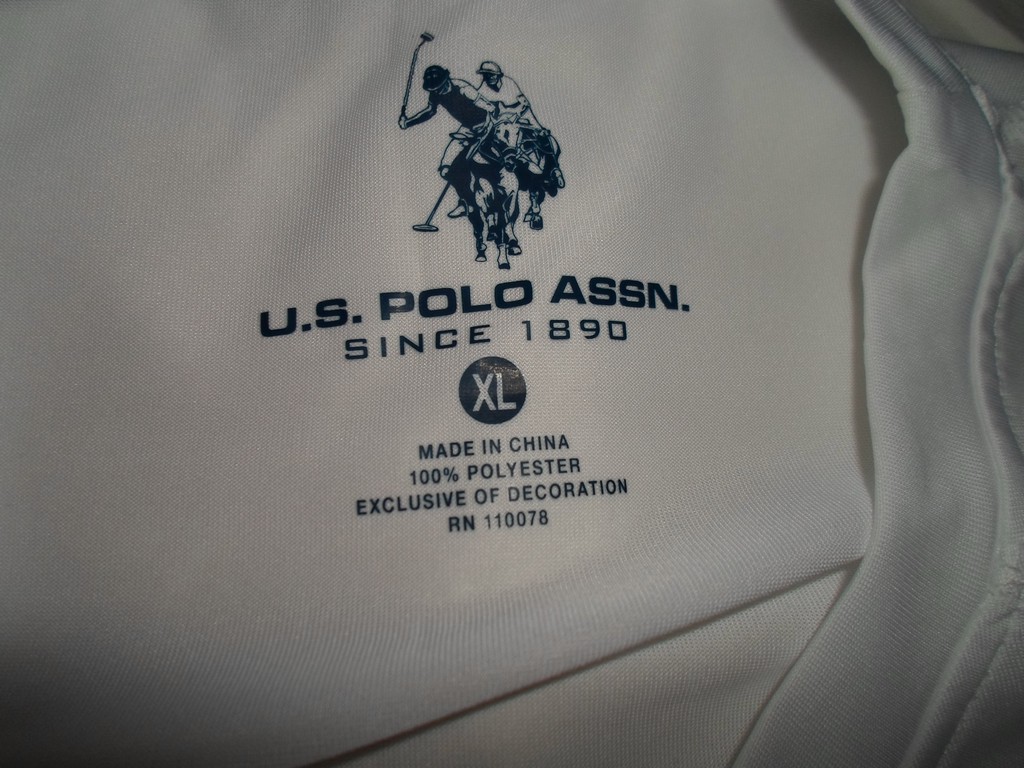 U.S. POLO ASSN.
SINCE 1890
XL
MADE IN CHINA
100% POLYESTER
EXCLUSIVE OF DECORATION
RN 110078